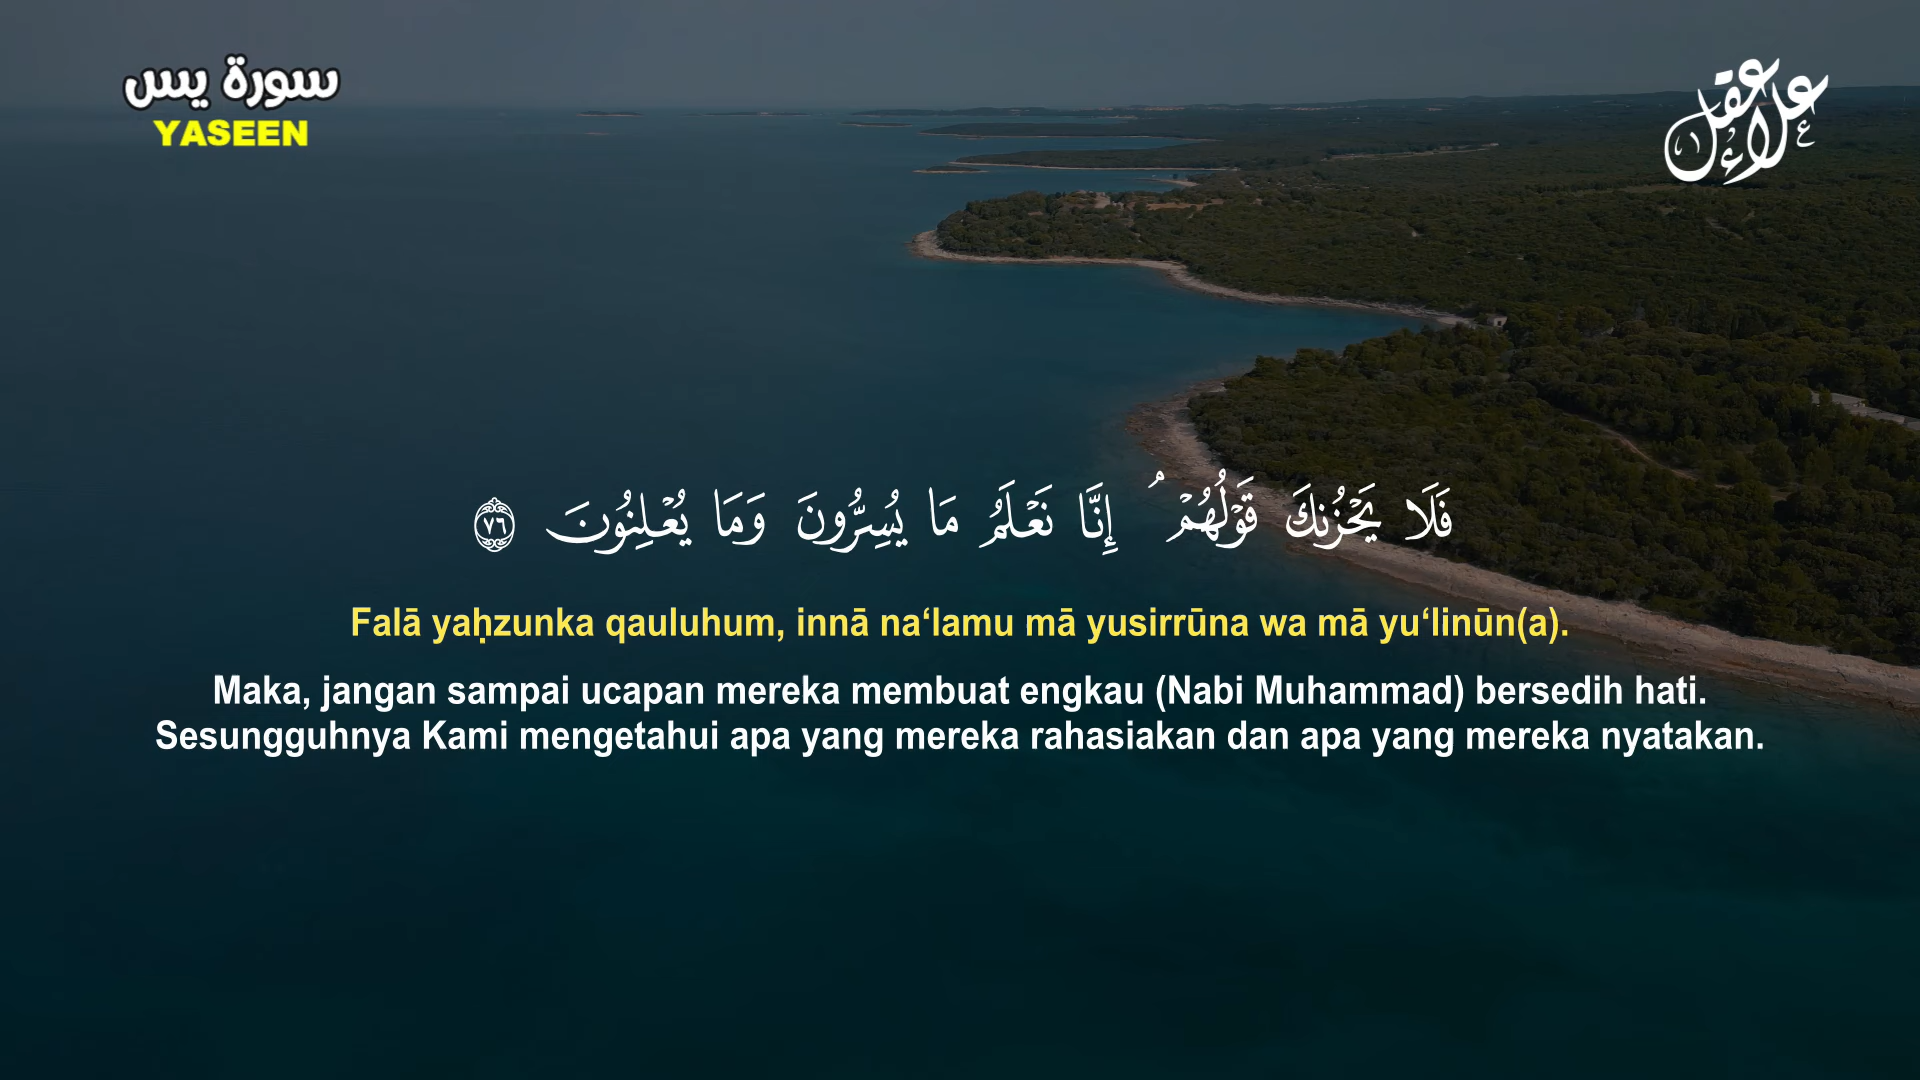 سورة يس
YASEEN
علاء عقل
فَلَا يَحْزُنكَ قَوْلُهُمْ ۘ إِنَّا نَعْلَمُ مَا يُسِرُّونَ وَمَا يُعْلِنُونَ ٧٦
Falā yaḥzunka qauluhum, innā na‘lamu mā yusirrūna wa mā yu‘linūn(a).
Maka, jangan sampai ucapan mereka membuat engkau (Nabi Muhammad) bersedih hati.
Sesungguhnya Kami mengetahui apa yang mereka rahasiakan dan apa yang mereka nyatakan.